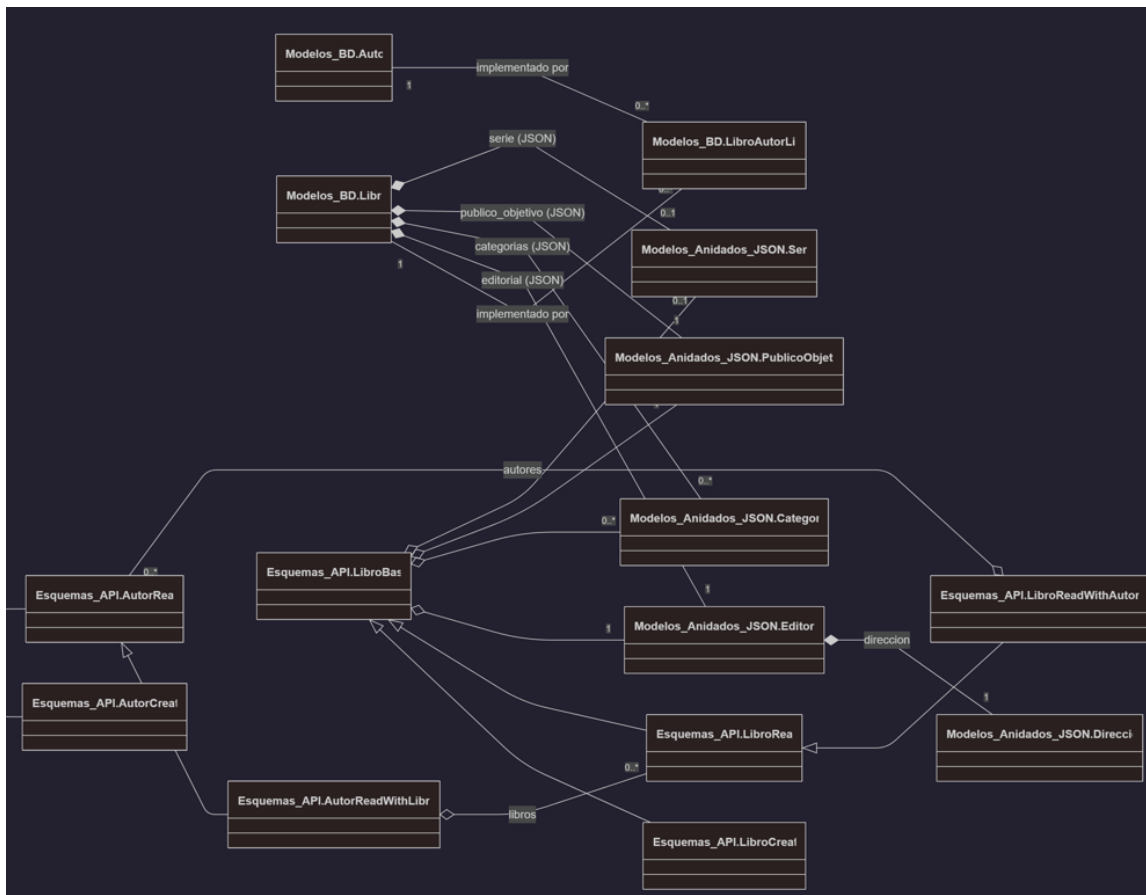 Modelos_BD.Auto
implementado por
1
0..*
Modelos_BD.LibroAutorLi
serie (JSON)
Modelos_BD.Libr
0..1
publico_objetivo (JSON)
categorias (JSON)
Modelos_Anidados_JSON.Ser
1
editorial (JSON)
0..1
implementado por
1
Modelos_Anidados_JSON.PublicoObjet
autores
0..*
Modelos_Anidados_JSON.Categor
0..*
0..*
Esquemas_API.LibroBas
Esquemas_API.AutorRea
1
Esquemas_API.LibroReadWithAutor
1
Modelos_Anidados_JSON.Editor
direccion
Esquemas_API.AutorCreat
1
Esquemas_API.LibroRea
Modelos_Anidados_JSON.Direcci
0..*
Esquemas_API.AutorReadWithLibr
libros
Esquemas_API.LibroCreat